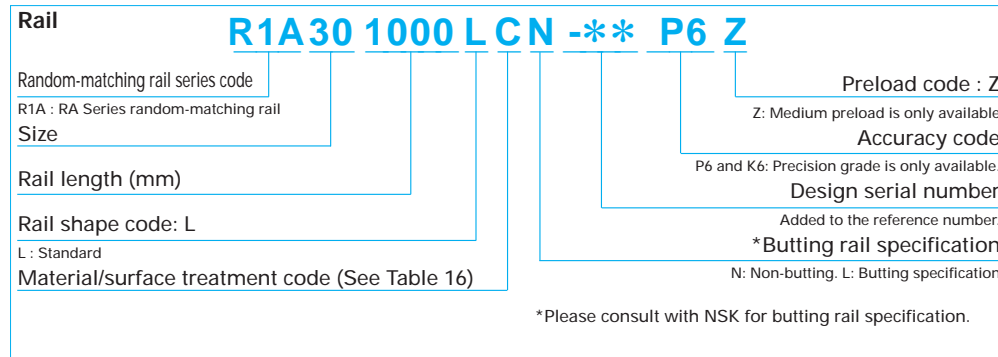 Rail
R1A 30 1000 L C N -** P6 Z
Random-matching rail series code
R1A : RA Series random-matching rail
Size
Rail length (mm)
Rail shape code: L
L : Standard
Material/surface treatment code (See Table 16)
Preload code : Z
Z: Medium preload is only available
Accuracy code
P6 and K6: Precision grade is only available.
Design serial number
Added to the reference number.
*Butting rail specification
N: Non-butting. L: Butting specification
*Please consult with NSK for butting rail specification.